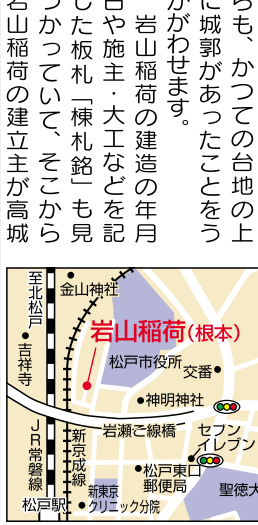 らも、かつての台地の上
に城郭があったことをう
かがわせます。
岩山稲荷の建造の年月
日や施主・大工などを記
した板札「棟札銘」も見
つかっていて、そこから
岩山稲荷の建立主が高城
至北松戸
金山神社
岩山稲荷(根本)
吉祥寺
松戸市役所
交番
神明神社
岩瀬こ線橋
セブン
イレブン
JR常磐線
新京成線
松戸東口
郵便局
聖徳大
松戸駅
新東京
クリニック分院